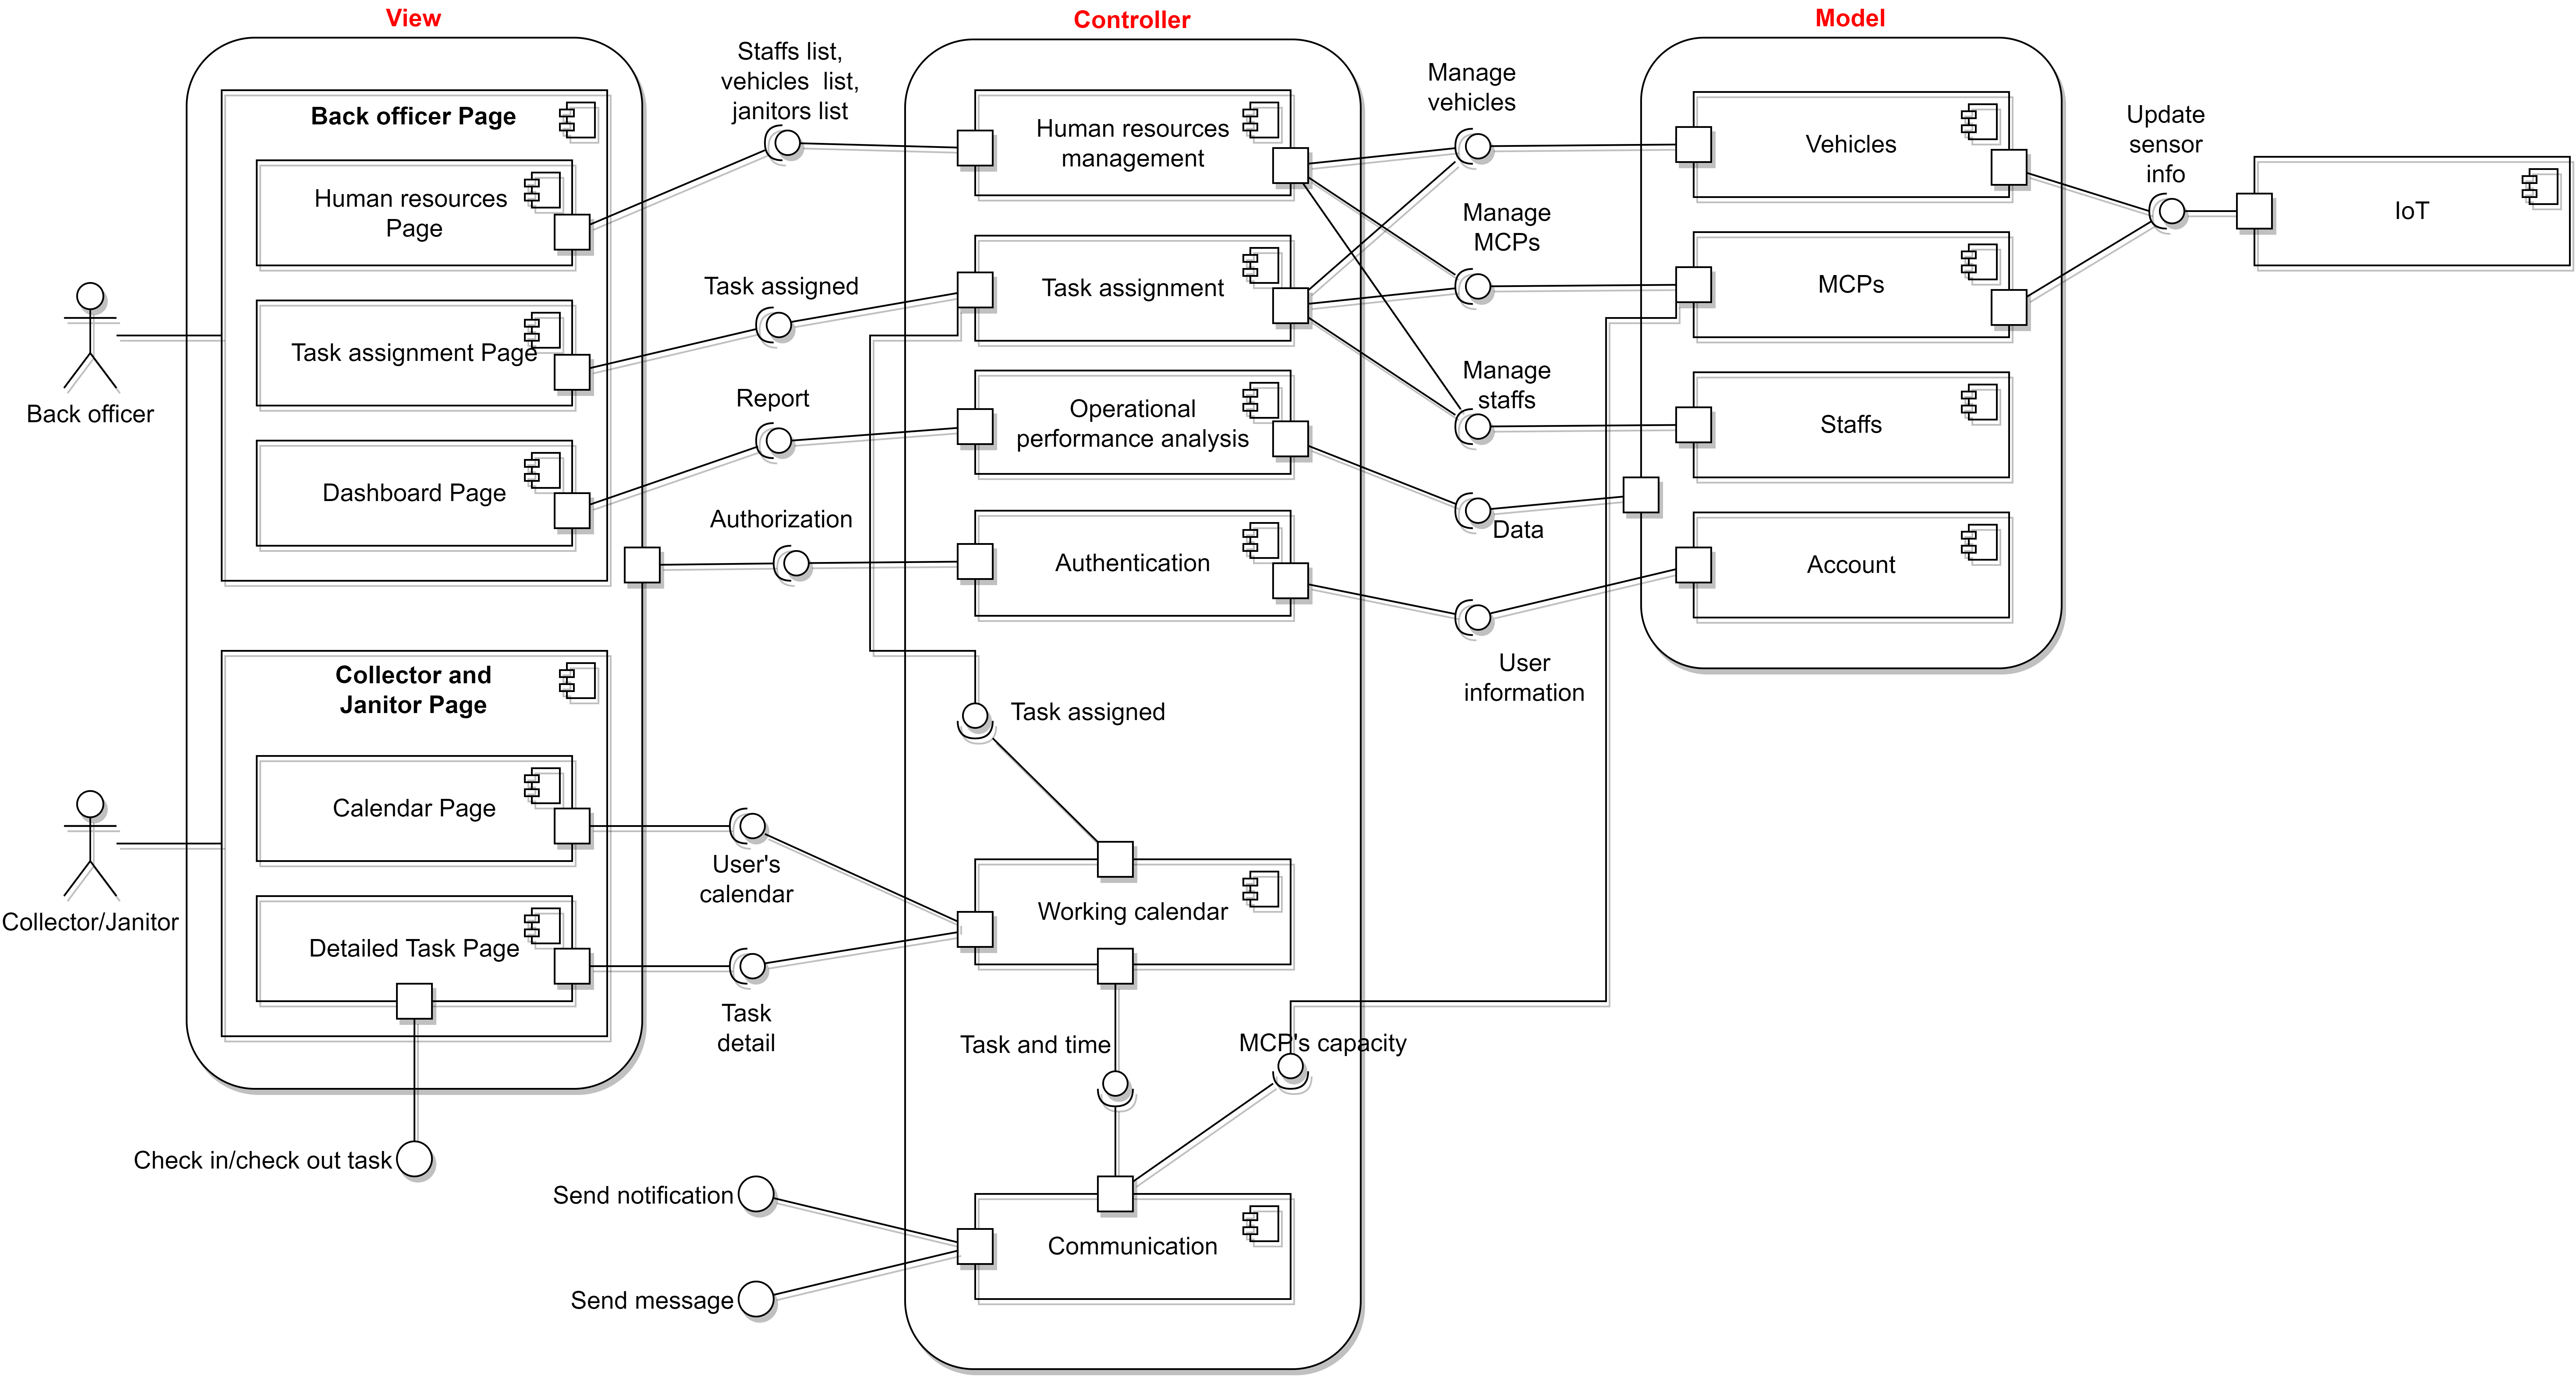 View
Back officer Page
Human resources
Page
Task assignment Page
Dashboard Page
Back officer
Collector and
Janitor Page
Calendar Page
Detailed Task Page
Collector/Janitor
Check in/check out task
Staffs list,
vehicles  list,
janitors list
Task assigned
Report
Authorization
User's
calendar
Task
detail
Send notification
Send message
Controller
Human resources
management
Task assignment
Operational
performance analysis
Authentication
Task assigned
Working calendar
Task and time
MCP's capacity
Communication
Manage
vehicles
Manage
MCPs
Manage
staffs
Data
User
information
Model
Vehicles
MCPs
Staffs
Account
Update
sensor
info
IoT